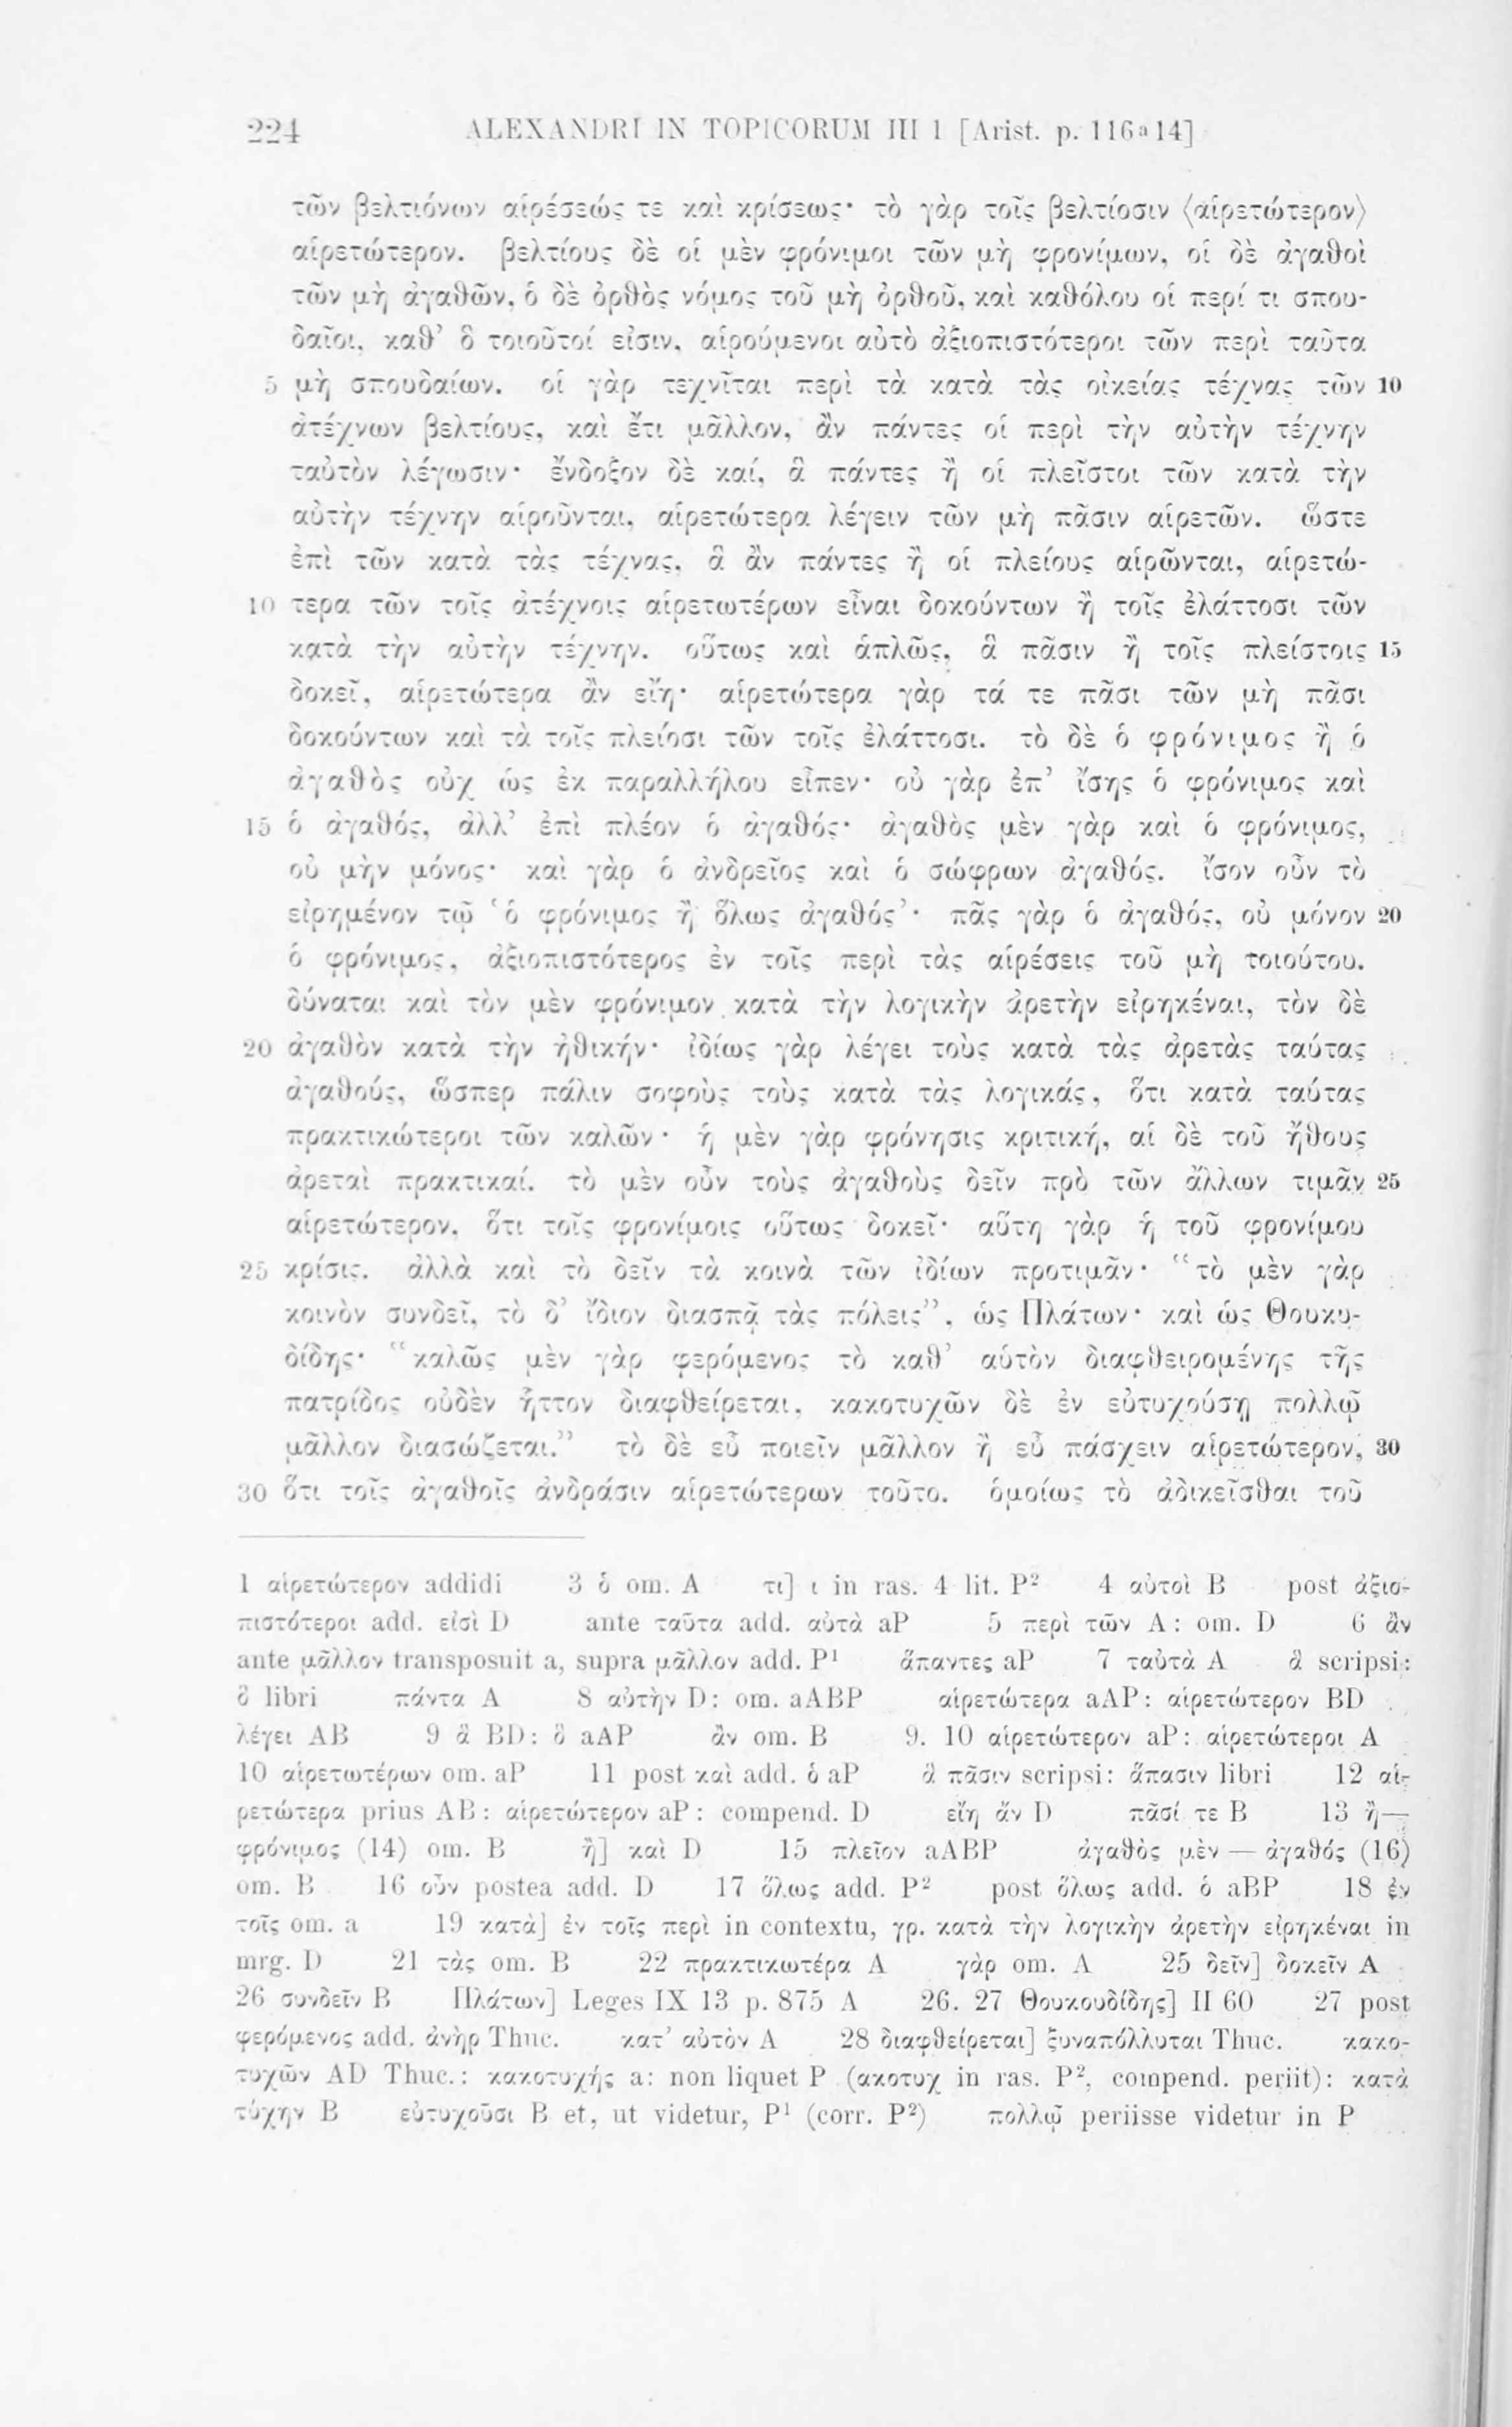 224 ALEXANDRI IN TOPICORUM III 1 [Arist. p. 116ᵃ14]
τῶν βελτιόνων αἱρέσεώς τε καὶ κρίσεως· τὸ γὰρ τοῖς βελτίοσιν ⟨αἱρετώτερον⟩
αἱρετώτερον. βελτίους δὲ οἱ μὲν φρόνιμοι τῶν μὴ φρονίμων, οἱ δὲ ἀγαθοὶ
τῶν μὴ ἀγαθῶν, ὁ δὲ ὀρθὸς νόμος τοῦ μὴ ὀρθοῦ, καὶ καθόλου οἱ περί τι σπου-
δαῖοι, καθ’ ὃ τοιοῦτοί εἰσιν, αἱρούμενοι αὐτὸ ἀξιοπιστότεροι τῶν περὶ ταῦτα
5 μὴ σπουδαίων. οἱ γὰρ τεχνῖται περὶ τὰ κατὰ τὰς οἰκείας τέχνας τῶν 10
ἀτέχνων βελτίους, καὶ ἔτι μᾶλλον, ἂν πάντες οἱ περὶ τὴν αὐτὴν τέχνην
ταὐτὸν λέγωσιν· ἔνδοξον δὲ καί, ἃ πάντες ἢ οἱ πλεῖστοι τῶν κατὰ τὴν
αὐτὴν τέχνην αἱροῦνται, αἱρετώτερα λέγειν τῶν μὴ πᾶσιν αἱρετῶν. ὥστε
ἐπὶ τῶν κατὰ τὰς τέχνας, ἃ ἂν πάντες ἢ οἱ πλείους αἱρῶνται, αἱρετώ-
10 τερα τῶν τοῖς ἀτέχνοις αἱρετωτέρων εἶναι δοκούντων ἢ τοῖς ἐλάττοσι τῶν
κατὰ τὴν αὐτὴν τέχνην. οὕτως καὶ ἁπλῶς, ἃ πᾶσιν ἢ τοῖς πλείστοις 15
δοκεῖ, αἱρετώτερα ἂν εἴη· αἱρετώτερα γὰρ τά τε πᾶσι τῶν μὴ πᾶσι
δοκούντων καὶ τὰ τοῖς πλείοσι τῶν τοῖς ἐλάττοσι. τὸ δὲ ὁ φρόνιμος ἢ ὁ
ἀγαθὸς οὐχ ὡς ἐκ παραλλήλου εἶπεν· οὐ γὰρ ἐπ’ ἴσης ὁ φρόνιμος καὶ
15 ὁ ἀγαθός, ἀλλ’ ἐπὶ πλέον ὁ ἀγαθός· ἀγαθὸς μὲν γὰρ καὶ ὁ φρόνιμος,
οὐ μὴν μόνος· καὶ γὰρ ὁ ἀνδρεῖος καὶ ὁ σώφρων ἀγαθός. ἴσον οὖν τὸ
εἰρημένον τῷ ‘ὁ φρόνιμος ἢ ὅλως ἀγαθός’· πᾶς γὰρ ὁ ἀγαθός, οὐ μόνον 20
ὁ φρόνιμος, ἀξιοπιστότερος ἐν τοῖς περὶ τὰς αἱρέσεις τοῦ μὴ τοιούτου.
δύναται καὶ τὸν μὲν φρόνιμον κατὰ τὴν λογικὴν ἀρετὴν εἰρηκέναι, τὸν δὲ
20 ἀγαθὸν κατὰ τὴν ἠθικήν· ἰδίως γὰρ λέγει τοὺς κατὰ τὰς ἀρετὰς ταύτας
ἀγαθούς, ὥσπερ πάλιν σοφοὺς τοὺς κατὰ τὰς λογικάς, ὅτι κατὰ ταύτας
πρακτικώτεροι τῶν καλῶν· ἡ μὲν γὰρ φρόνησις κριτική, αἱ δὲ τοῦ ἤθους
ἀρεταὶ πρακτικαί. τὸ μὲν οὖν τοὺς ἀγαθοὺς δεῖν πρὸ τῶν ἄλλων τιμᾶν 25
αἱρετώτερον, ὅτι τοῖς φρονίμοις οὕτως δοκεῖ· αὕτη γὰρ ἡ τοῦ φρονίμου
25 κρίσις. ἀλλὰ καὶ τὸ δεῖν τὰ κοινὰ τῶν ἰδίων προτιμᾶν· “τὸ μὲν γὰρ
κοινὸν συνδεῖ, τὸ δ’ ἴδιον διασπᾷ τὰς πόλεις”, ὡς Πλάτων· καὶ ὡς Θουκυ-
δίδης· “καλῶς μὲν γὰρ φερόμενος τὸ καθ’ αὑτὸν διαφθειρομένης τῆς
πατρίδος οὐδὲν ἧττον διαφθείρεται, κακοτυχῶν δὲ ἐν εὐτυχούσῃ πολλῷ
μᾶλλον διασώζεται.” τὸ δὲ εὖ ποιεῖν μᾶλλον ἢ εὖ πάσχειν αἱρετώτερον, 30
30 ὅτι τοῖς ἀγαθοῖς ἀνδράσιν αἱρετώτερων τοῦτο. ὁμοίως τὸ ἀδικεῖσθαι τοῦ
1 αἱρετώτερον addidi 3 ὁ om. A τι] ι in ras. 4 lit. P² 4 αὐτοὶ B post ἀξιο-
πιστότεροι add. εἰσὶ D ante ταῦτα add. αὐτὰ aP 5 περὶ τῶν A: om. D 6 ἂν
ante μᾶλλον transposuit a, supra μᾶλλον add. P¹ ἅπαντες aP 7 ταὐτὰ A ἃ scripsi:
ὃ libri πάντα A 8 αὐτὴν D: om. aABP αἱρετώτερα aAP: αἱρετώτερον BD
λέγει AB 9 ἃ BD: ὃ aAP ἂν om. B 9. 10 αἱρετώτερον aP: αἱρετώτεροι A
10 αἱρετωτέρων om. aP 11 post καὶ add. ὁ aP ἃ πᾶσιν scripsi: ἅπασιν libri 12 αἱ-
ρετώτερα prius AB: αἱρετώτερον aP: compend. D εἴη ἄν D πᾶσί τε B 13 ἢ—
φρόνιμος (14) om. B ἢ] καὶ D 15 πλεῖον aABP ἀγαθὸς μὲν — ἀγαθός (16)
om. B 16 οὖν postea add. D 17 ὅλως add. P² post ὅλως add. ὁ aBP 18 ἐν
τοῖς om. a 19 κατὰ] ἐν τοῖς περὶ in contextu, γρ. κατὰ τὴν λογικὴν ἀρετὴν εἰρηκέναι in
mrg. D 21 τὰς om. B 22 πρακτικωτέρα A γὰρ om. A 25 δεῖν] δοκεῖν A
26 συνδεῖν B Πλάτων] Leges IX 13 p. 875 A 26. 27 Θουκουδίδης] II 60 27 post
φερόμενος add. ἀνὴρ Thuc. κατ’ αὐτὸν A 28 διαφθείρεται] ξυναπόλλυται Thuc. κακο-
τυχῶν AD Thuc.: κακοτυχής a: non liquet P (ακοτυχ in ras. P², compend. periit): κατὰ
τύχην B εὐτυχοῦσι B et, ut videtur, P¹ (corr. P²) πολλῷ periisse videtur in P